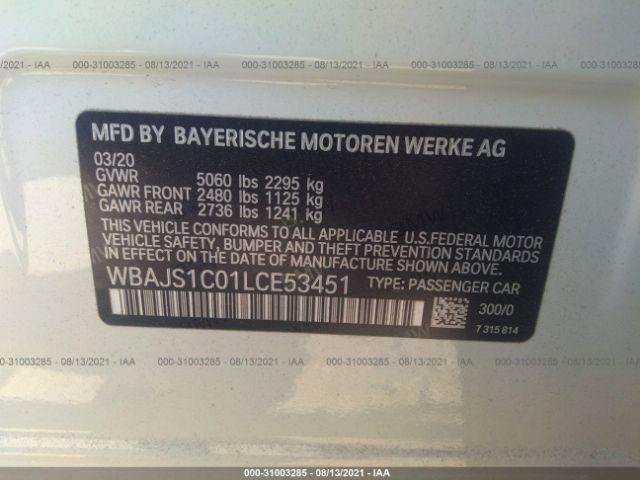 000-31003285 - 08/13/2021 - IAA
MFD BY BAYERISCHE MOTOREN WERKE AG
03/20
GVWR 5060 lbs 2295 kg
GAWR FRONT 2480 lbs 1125 kg
GAWR REAR 2736 lbs 1241 kg
THIS VEHICLE CONFORMS TO ALL APPLICABLE U.S.FEDERAL MOTOR
VEHICLE SAFETY, BUMPER AND THEFT PREVENTION STANDARDS
IN EFFECT ON THE DATE OF MANUFACTURE SHOWN ABOVE.
WBAJS1C01LCE53451 TYPE: PASSENGER CAR
300/0
7 315 814
000-31003285 - 08/13/2021 - IAA
000-31003285 - 08/13/2021 - IAA